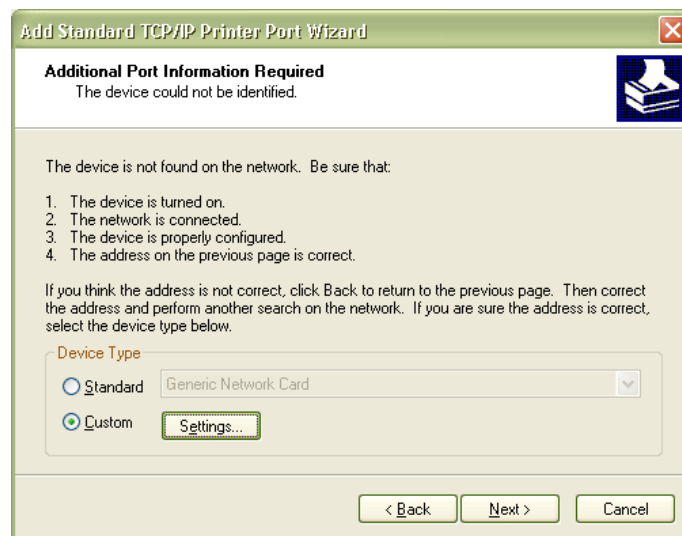 Add Standard TCP/IP Printer Port Wizard
Additional Port Information Required
The device could not be identified.
The device is not found on the network.  Be sure that:
1.  The device is turned on.
2.  The network is connected.
3.  The device is properly configured.
4.  The address on the previous page is correct.
If you think the address is not correct, click Back to return to the previous page.  Then correct
the address and perform another search on the network.  If you are sure the address is correct,
select the device type below.
Device Type
Standard Generic Network Card
Custom Settings...
< Back Next > Cancel